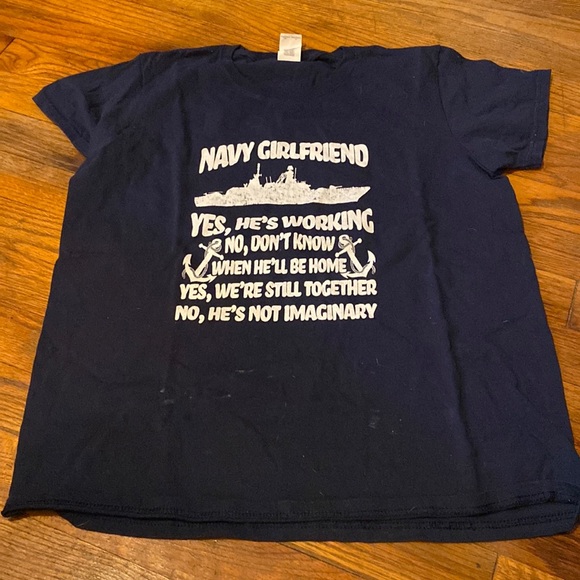 NAVY GIRLFRIEND
YES, HE'S WORKING
NO, DON'T KNOW
WHEN HE'LL BE HOME
YES, WE'RE STILL TOGETHER
NO, HE'S NOT IMAGINARY